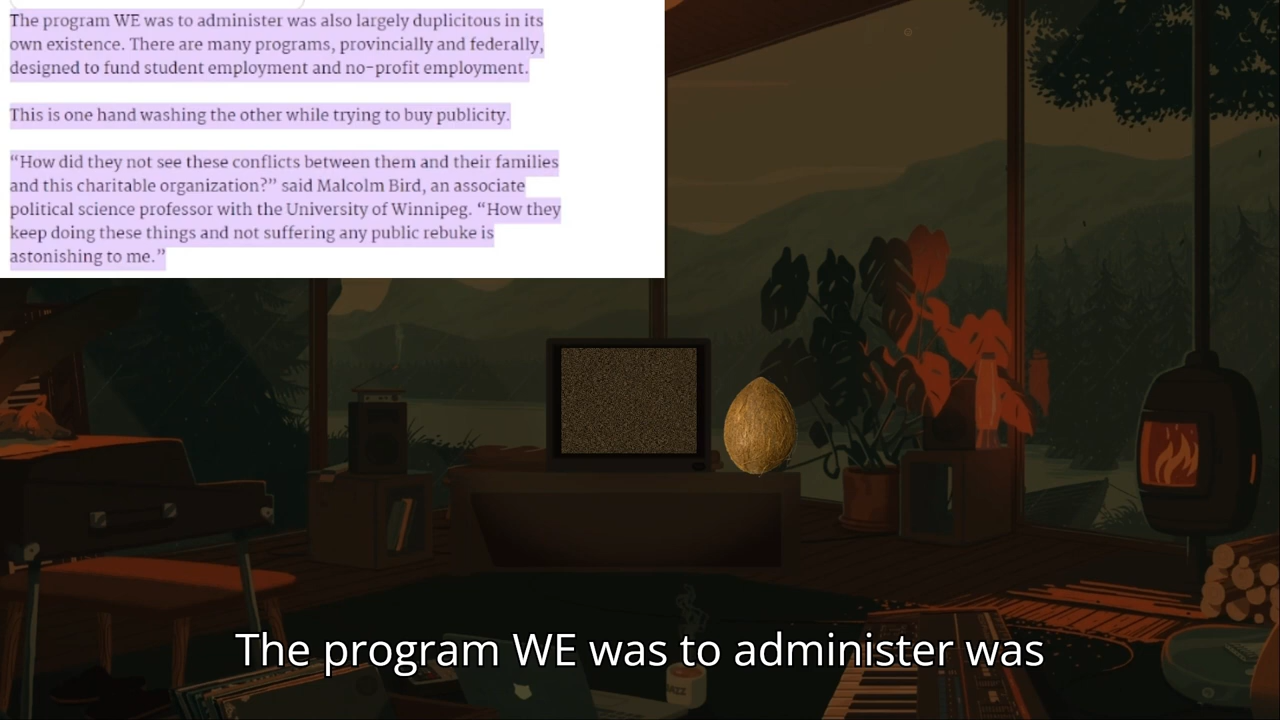 The program WE was to administer was also largely duplicitous in its
own existence. There are many programs, provincially and federally,
designed to fund student employment and no-profit employment.
This is one hand washing the other while trying to buy publicity.
“How did they not see these conflicts between them and their families
and this charitable organization?” said Malcolm Bird, an associate
political science professor with the University of Winnipeg. “How they
keep doing these things and not suffering any public rebuke is
astonishing to me.”
The program WE was to administer was
JAZZ